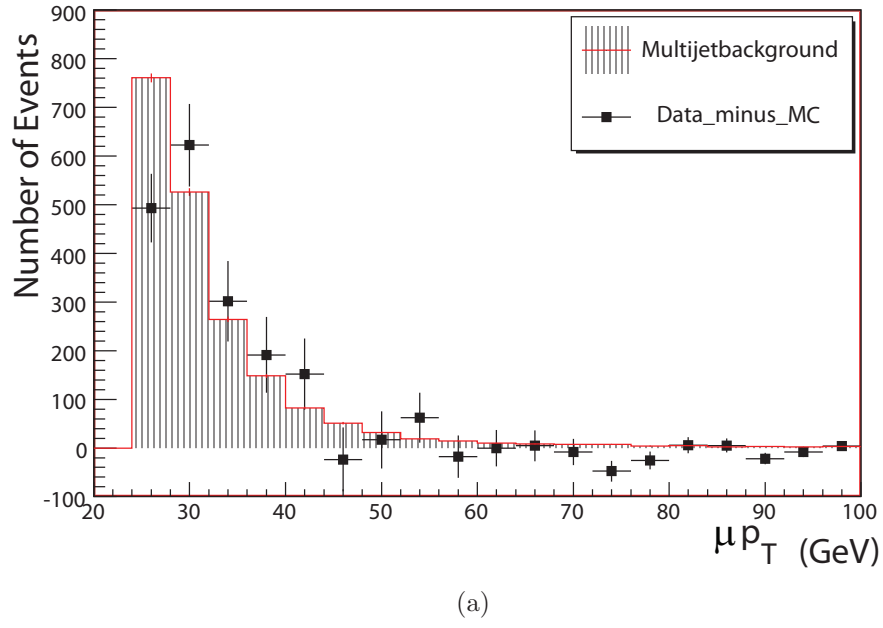 Number of Events
900
800
700
600
500
400
300
200
100
0
-100
Multijetbackground
Data_minus_MC
20 30 40 50 60 70 80 90 100
μ p_T (GeV)
(a)